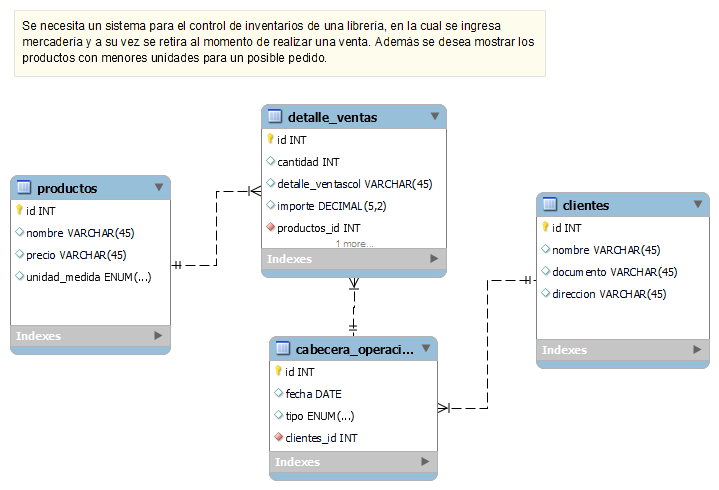 Se necesita un sistema para el control de inventarios de una libreria, en la cual se ingresa
mercadería y a su vez se retira al momento de realizar una venta. Además se desea mostrar los
productos con menores unidades para un posible pedido.
detalle_ventas
id INT
cantidad INT
detalle_ventascol VARCHAR(45)
importe DECIMAL(5,2)
productos_id INT
1 more...
Indexes
productos
id INT
nombre VARCHAR(45)
precio VARCHAR(45)
unidad_medida ENUM(...)
Indexes
clientes
id INT
nombre VARCHAR(45)
documento VARCHAR(45)
direccion VARCHAR(45)
Indexes
cabecera_operaci...
id INT
fecha DATE
tipo ENUM(...)
clientes_id INT
Indexes